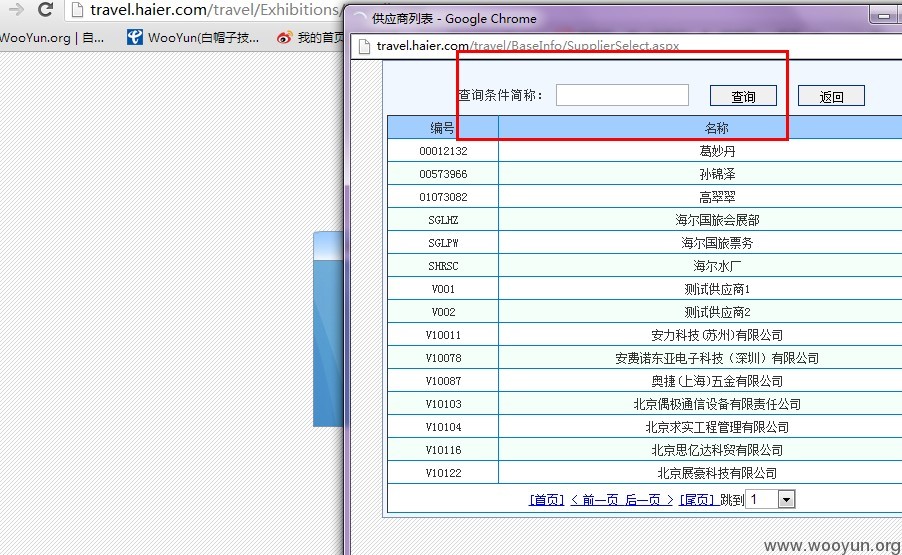 供应商列表 - Google Chrome
travel.haier.com/travel/Exhibitions/
WooYun.org | 自...
WooYun(白帽子技...
我的首页
travel.haier.com/travel/BaseInfo/SupplierSelect.aspx
查询条件简称： 查询 返回
编号 名称
00012132 葛妙丹
00573966 孙锦泽
01073082 高翠翠
SGLHZ 海尔国旅会展部
SGLPW 海尔国旅票务
SHRSC 海尔水厂
V001 测试供应商1
V002 测试供应商2
V10011 安力科技(苏州)有限公司
V10078 安费诺东亚电子科技（深圳）有限公司
V10087 奥捷(上海)五金有限公司
V10103 北京偶极通信设备有限责任公司
V10104 北京求实工程管理有限公司
V10116 北京思亿达科贸有限公司
V10122 北京展豪科技有限公司
[首页] < 前一页 后一页 > [尾页] 跳到 1
www.wooyun.org